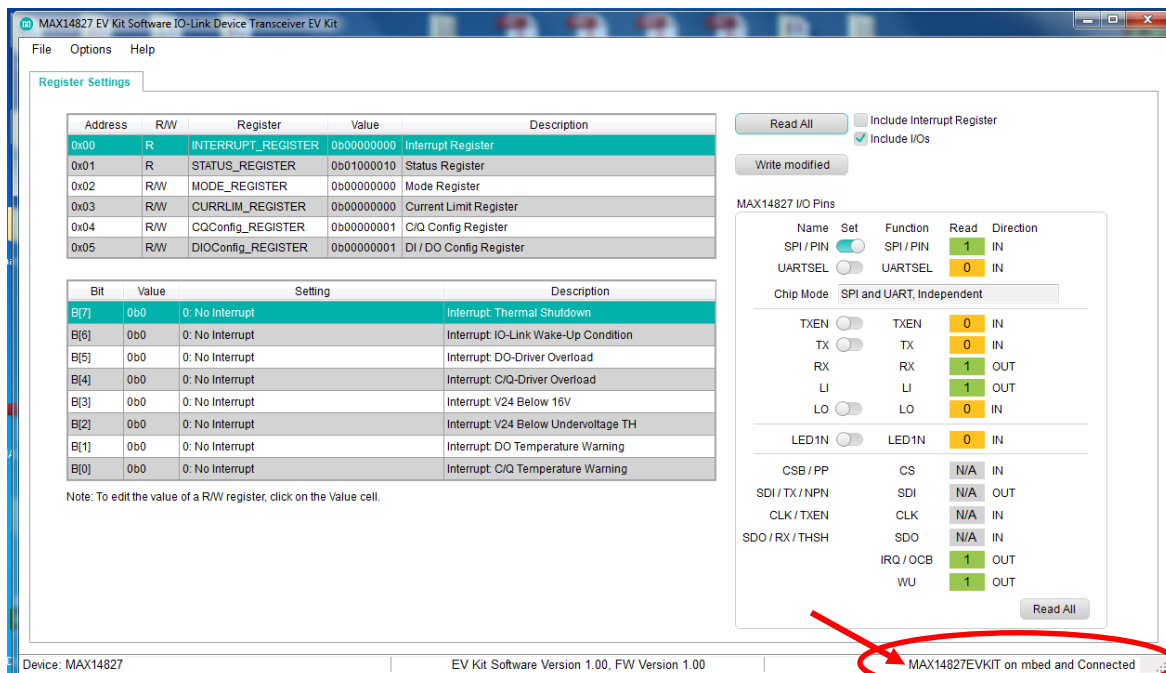 MAX14827 EV Kit Software IO-Link Device Transceiver EV Kit
File Options Help
Register Settings
Address R/W Register Value Description
0x00 R INTERRUPT_REGISTER 0b00000000 Interrupt Register
0x01 R STATUS_REGISTER 0b01000010 Status Register
0x02 R/W MODE_REGISTER 0b00000000 Mode Register
0x03 R/W CURRLIM_REGISTER 0b00000000 Current Limit Register
0x04 R/W CQConfig_REGISTER 0b00000001 C/Q Config Register
0x05 R/W DIOConfig_REGISTER 0b00000001 DI / DO Config Register
Bit Value Setting Description
B[7] 0b0 0: No Interrupt Interrupt: Thermal Shutdown
B[6] 0b0 0: No Interrupt Interrupt: IO-Link Wake-Up Condition
B[5] 0b0 0: No Interrupt Interrupt: DO-Driver Overload
B[4] 0b0 0: No Interrupt Interrupt: C/Q-Driver Overload
B[3] 0b0 0: No Interrupt Interrupt: V24 Below 16V
B[2] 0b0 0: No Interrupt Interrupt: V24 Below Undervoltage TH
B[1] 0b0 0: No Interrupt Interrupt: DO Temperature Warning
B[0] 0b0 0: No Interrupt Interrupt: C/Q Temperature Warning
Note: To edit the value of a R/W register, click on the Value cell.
Read All Include Interrupt Register
Include I/Os
Write modified
MAX14827 I/O Pins
Name Set Function Read Direction
SPI / PIN SPI / PIN 1 IN
UARTSEL UARTSEL 0 IN
Chip Mode SPI and UART, Independent
TXEN TXEN 0 IN
TX TX 0 IN
RX RX 1 OUT
LI LI 1 OUT
LO LO 0 IN
LED1N LED1N 0 IN
CSB / PP CS N/A IN
SDI / TX / NPN SDI N/A OUT
CLK / TXEN CLK N/A IN
SDO / RX / THSH SDO N/A IN
IRQ / OCB 1 OUT
WU 1 OUT
Read All
Device: MAX14827 EV Kit Software Version 1.00, FW Version 1.00 MAX14827EVKIT on mbed and Connected